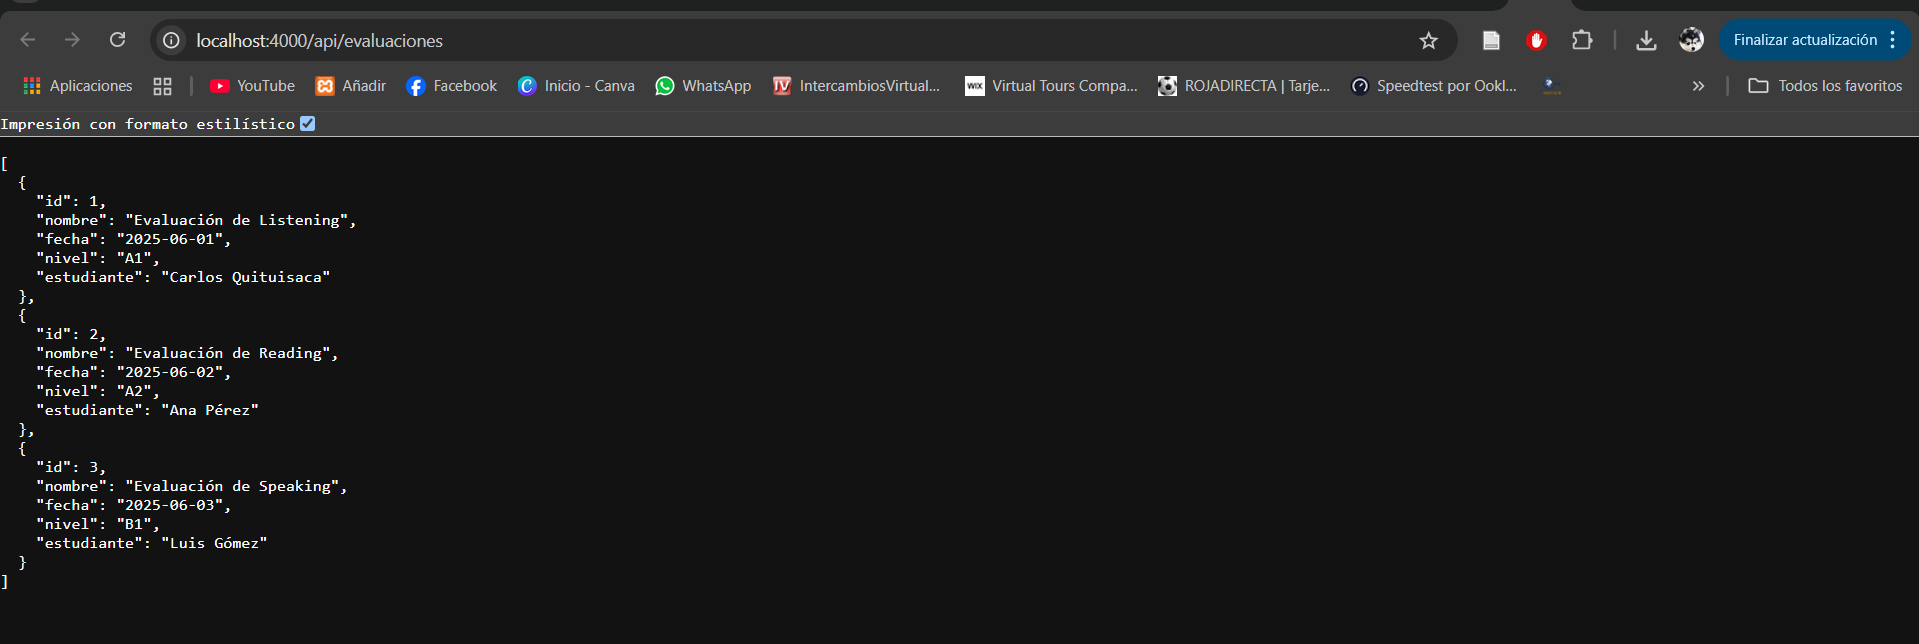 localhost:4000/api/evaluaciones
Finalizar actualización
Aplicaciones
YouTube
Añadir
Facebook
Inicio - Canva
WhatsApp
IntercambiosVirtual...
WIX Virtual Tours Compa...
ROJADIRECTA | Tarje...
Speedtest por Ookl...
Todos los favoritos
Impresión con formato estilístico
[
  {
    "id": 1,
    "nombre": "Evaluación de Listening",
    "fecha": "2025-06-01",
    "nivel": "A1",
    "estudiante": "Carlos Quituisaca"
  },
  {
    "id": 2,
    "nombre": "Evaluación de Reading",
    "fecha": "2025-06-02",
    "nivel": "A2",
    "estudiante": "Ana Pérez"
  },
  {
    "id": 3,
    "nombre": "Evaluación de Speaking",
    "fecha": "2025-06-03",
    "nivel": "B1",
    "estudiante": "Luis Gómez"
  }
]